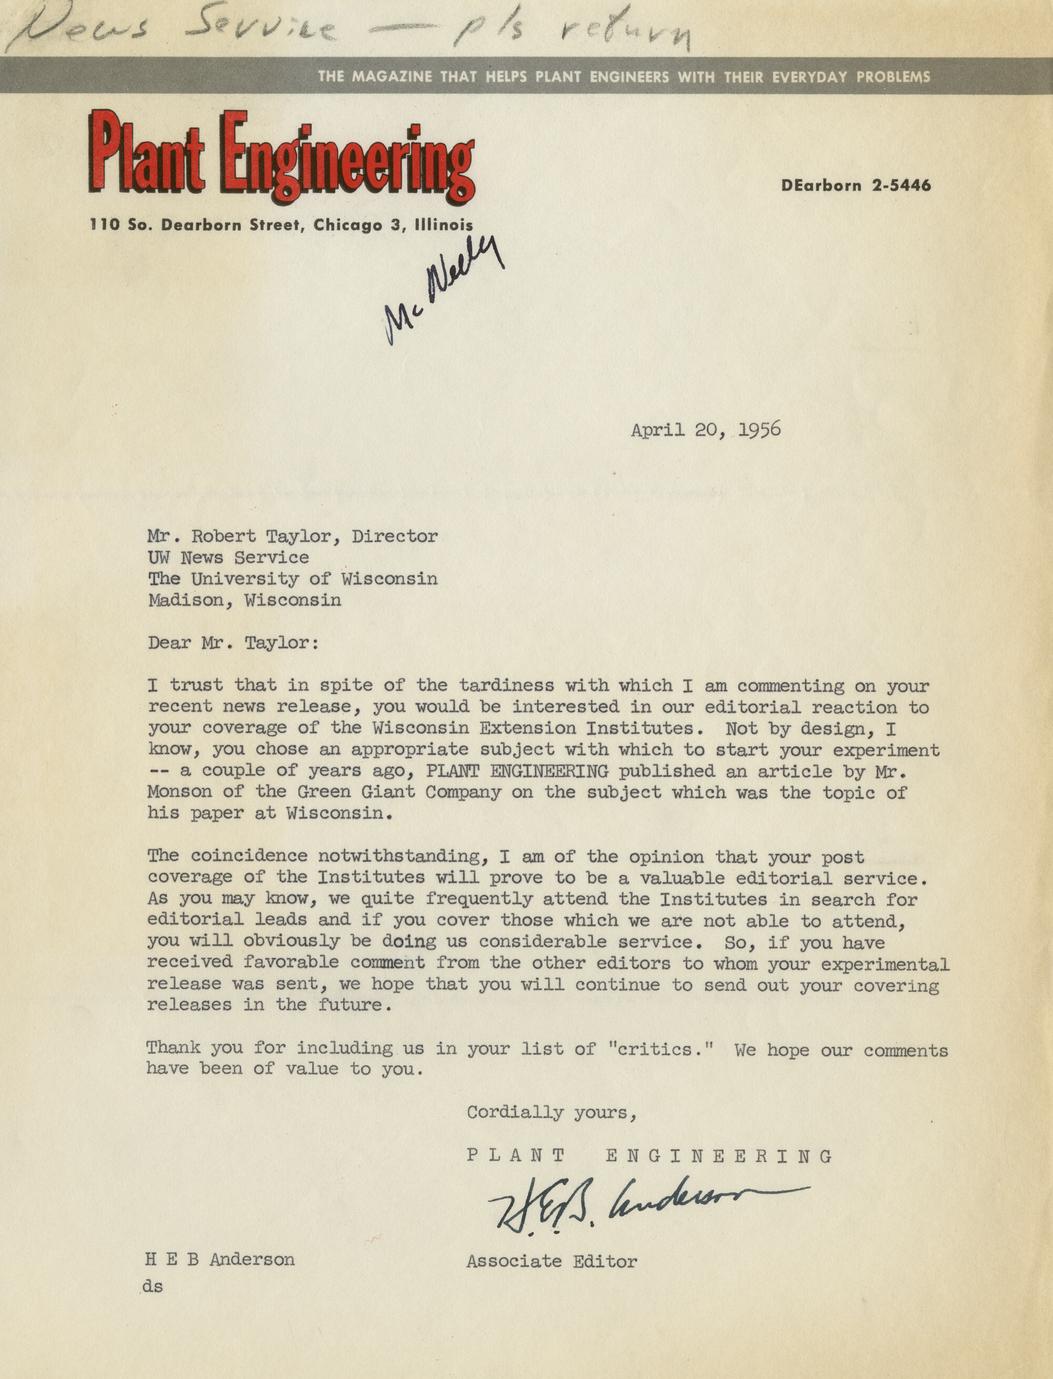 News Service — pls return
THE MAGAZINE THAT HELPS PLANT ENGINEERS WITH THEIR EVERYDAY PROBLEMS
Plant Engineering
DEarborn 2-5446
110 So. Dearborn Street, Chicago 3, Illinois
McNeely
April 20, 1956
Mr. Robert Taylor, Director
UW News Service
The University of Wisconsin
Madison, Wisconsin
Dear Mr. Taylor:
I trust that in spite of the tardiness with which I am commenting on your
recent news release, you would be interested in our editorial reaction to
your coverage of the Wisconsin Extension Institutes.  Not by design, I
know, you chose an appropriate subject with which to start your experiment
-- a couple of years ago, PLANT ENGINEERING published an article by Mr.
Monson of the Green Giant Company on the subject which was the topic of
his paper at Wisconsin.
The coincidence notwithstanding, I am of the opinion that your post
coverage of the Institutes will prove to be a valuable editorial service.
As you may know, we quite frequently attend the Institutes in search for
editorial leads and if you cover those which we are not able to attend,
you will obviously be doing us considerable service.  So, if you have
received favorable comment from the other editors to whom your experimental
release was sent, we hope that you will continue to send out your covering
releases in the future.
Thank you for including us in your list of "critics."  We hope our comments
have been of value to you.
Cordially yours,
PLANT ENGINEERING
H.E.B. Anderson
H E B Anderson
Associate Editor
ds